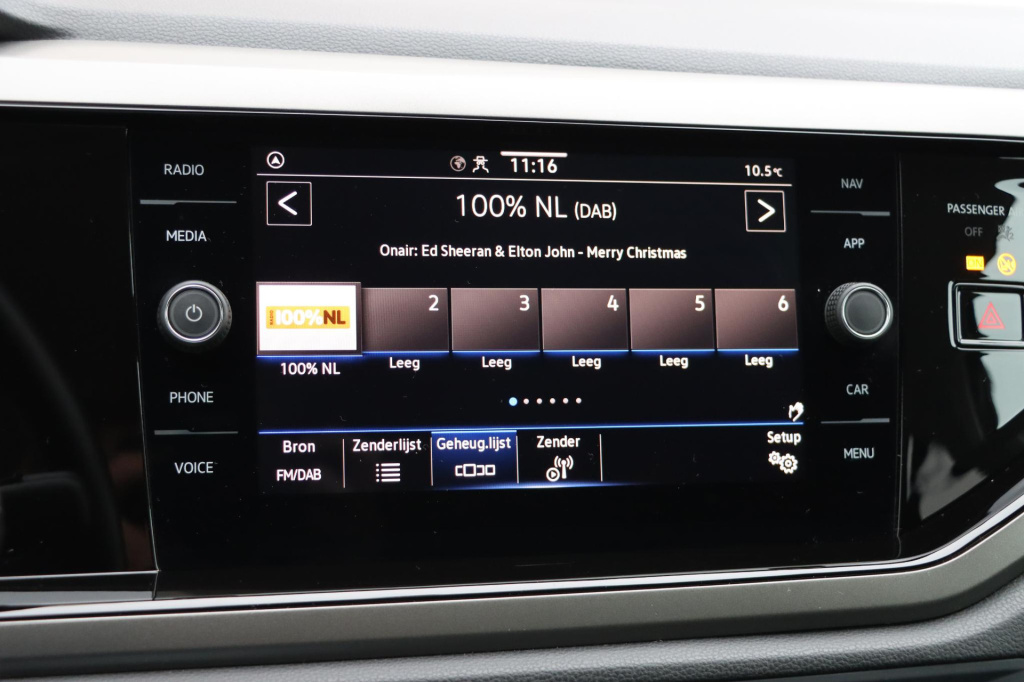 RADIO
MEDIA
PHONE
VOICE
11:16
10.5°C
100% NL (DAB)
Onair: Ed Sheeran & Elton John - Merry Christmas
RADIO 100%NL
2
3
4
5
6
100% NL
Leeg
Leeg
Leeg
Leeg
Leeg
Bron
FM/DAB
Zenderlijst
Geheug.lijst
Zender
Setup
NAV
APP
CAR
MENU
PASSENGER
OFF